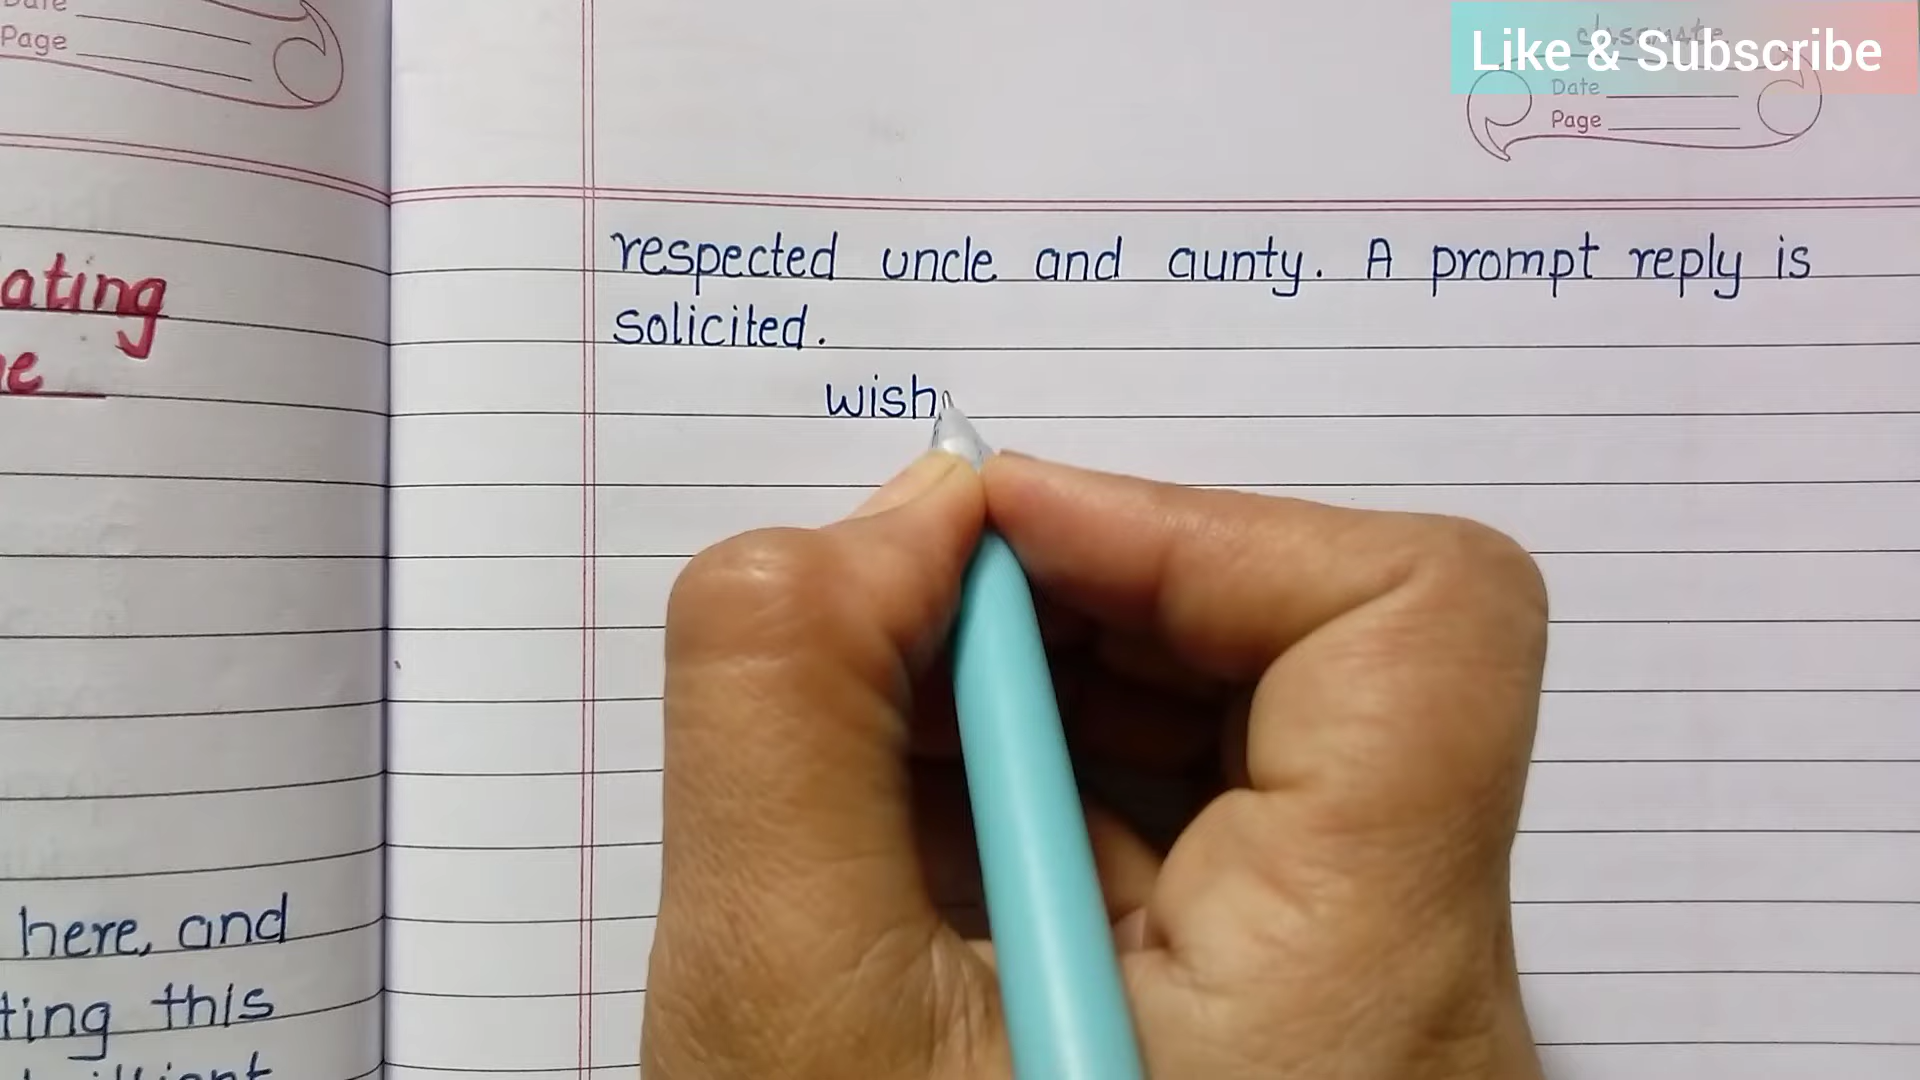 Page
ating
here, and
ting this
Like & Subscribe
classmate
Date
Page
respected uncle and aunty. A prompt reply is
solicited.
wish